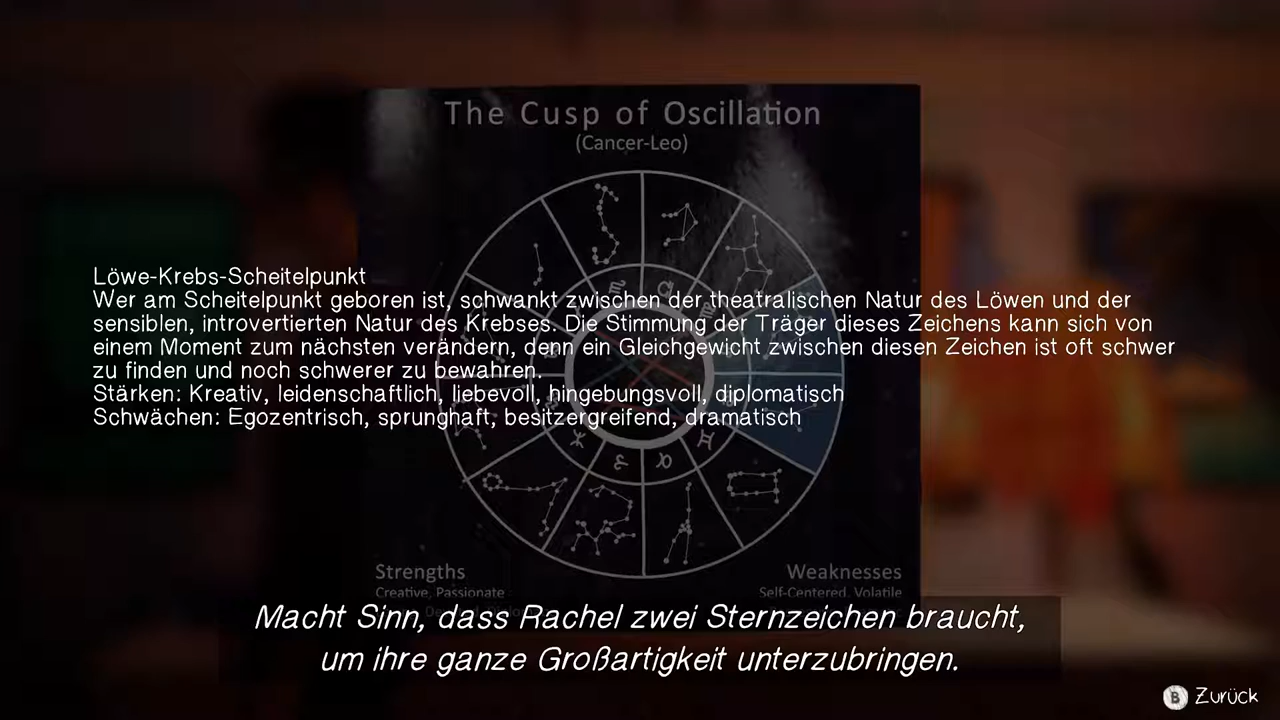 The Cusp of Oscillation
(Cancer-Leo)
Löwe-Krebs-Scheitelpunkt
Wer am Scheitelpunkt geboren ist, schwankt zwischen der theatralischen Natur des Löwen und der
sensiblen, introvertierten Natur des Krebses. Die Stimmung der Träger dieses Zeichens kann sich von
einem Moment zum nächsten verändern, denn ein Gleichgewicht zwischen diesen Zeichen ist oft schwer
zu finden und noch schwerer zu bewahren.
Stärken: Kreativ, leidenschaftlich, liebevoll, hingebungsvoll, diplomatisch
Schwächen: Egozentrisch, sprunghaft, besitzergreifend, dramatisch
Strengths
Creative, Passionate
Weaknesses
Self-Centered, Volatile
Macht Sinn, dass Rachel zwei Sternzeichen braucht,
um ihre ganze Großartigkeit unterzubringen.
B Zurück